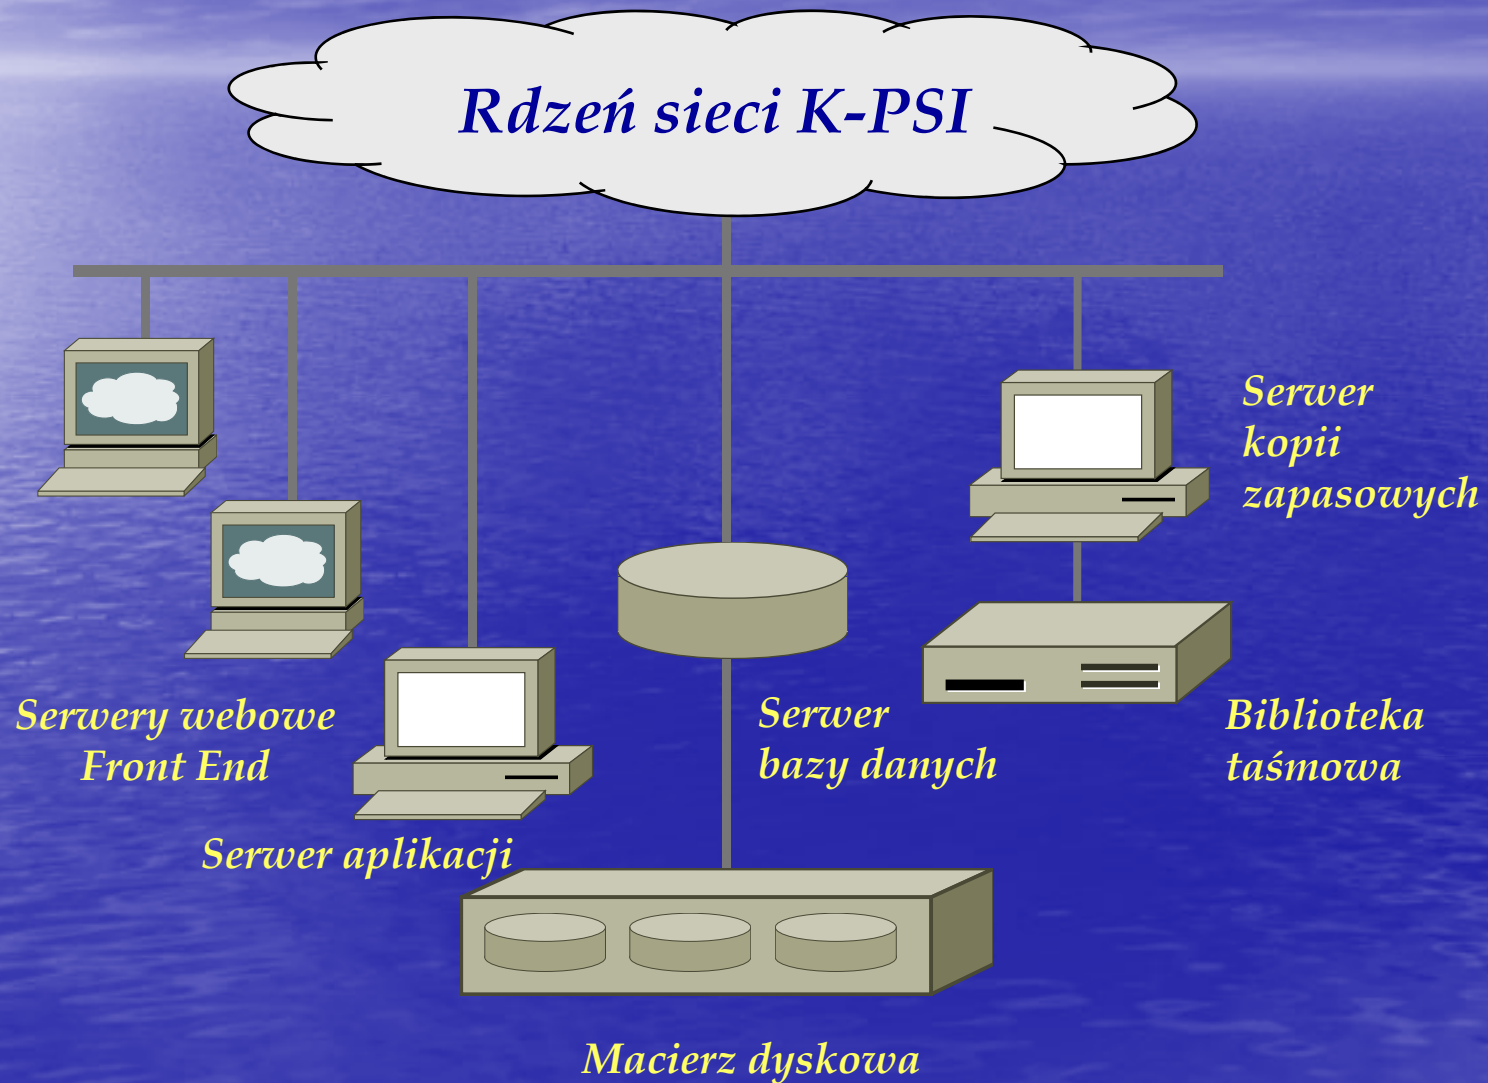 Rdzeń sieci K-PSI
Serwer
kopii
zapasowych
Serwery webowe
Front End
Serwer
bazy danych
Biblioteka
taśmowa
Serwer aplikacji
Macierz dyskowa